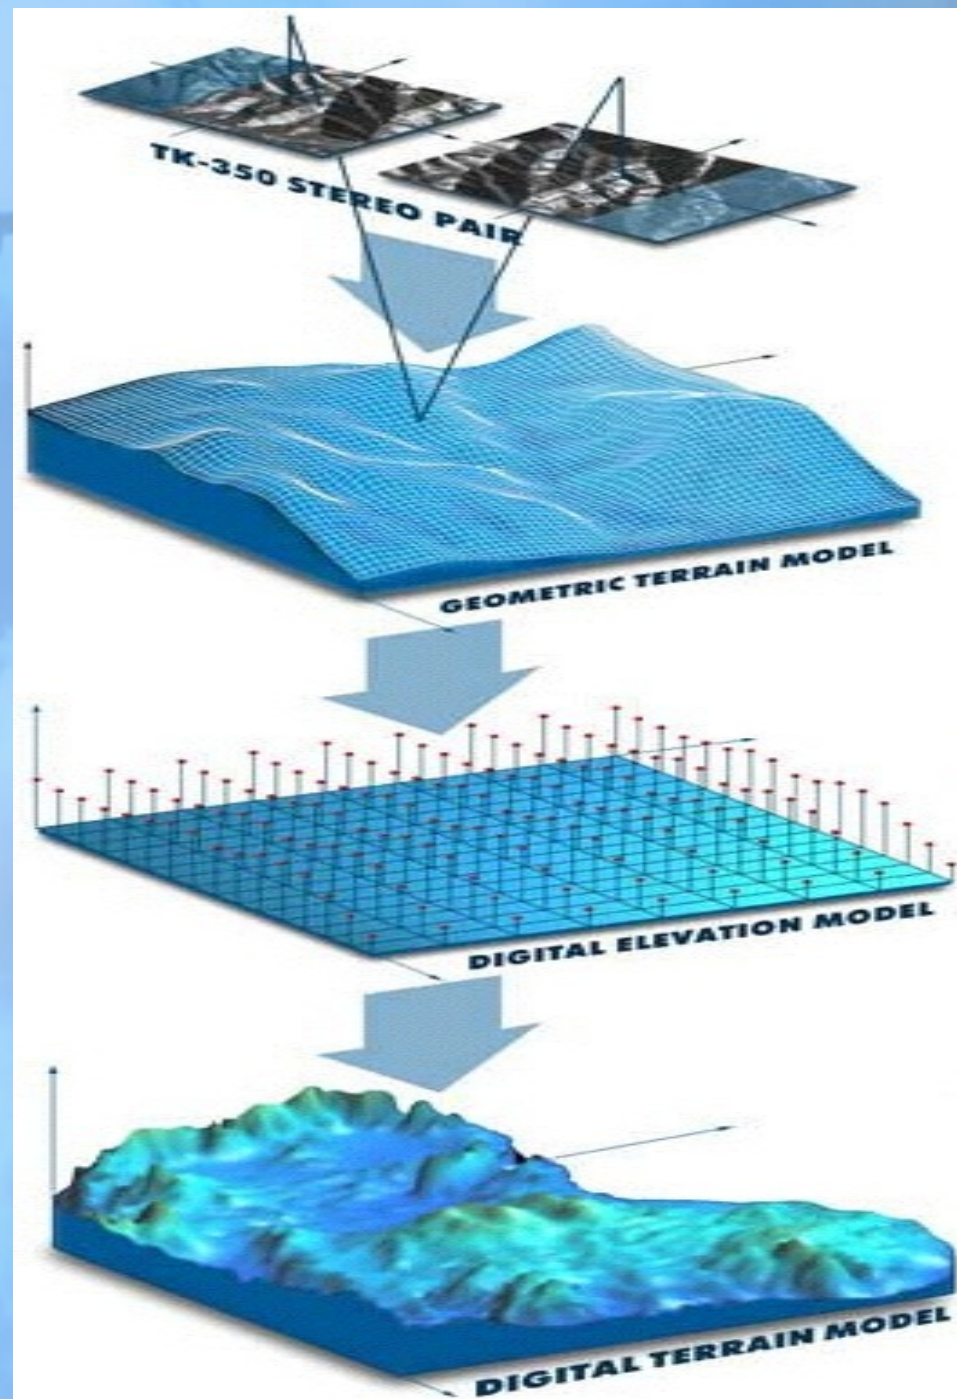 TK-350 STEREO PAIR
GEOMETRIC TERRAIN MODEL
DIGITAL ELEVATION MODEL
DIGITAL TERRAIN MODEL